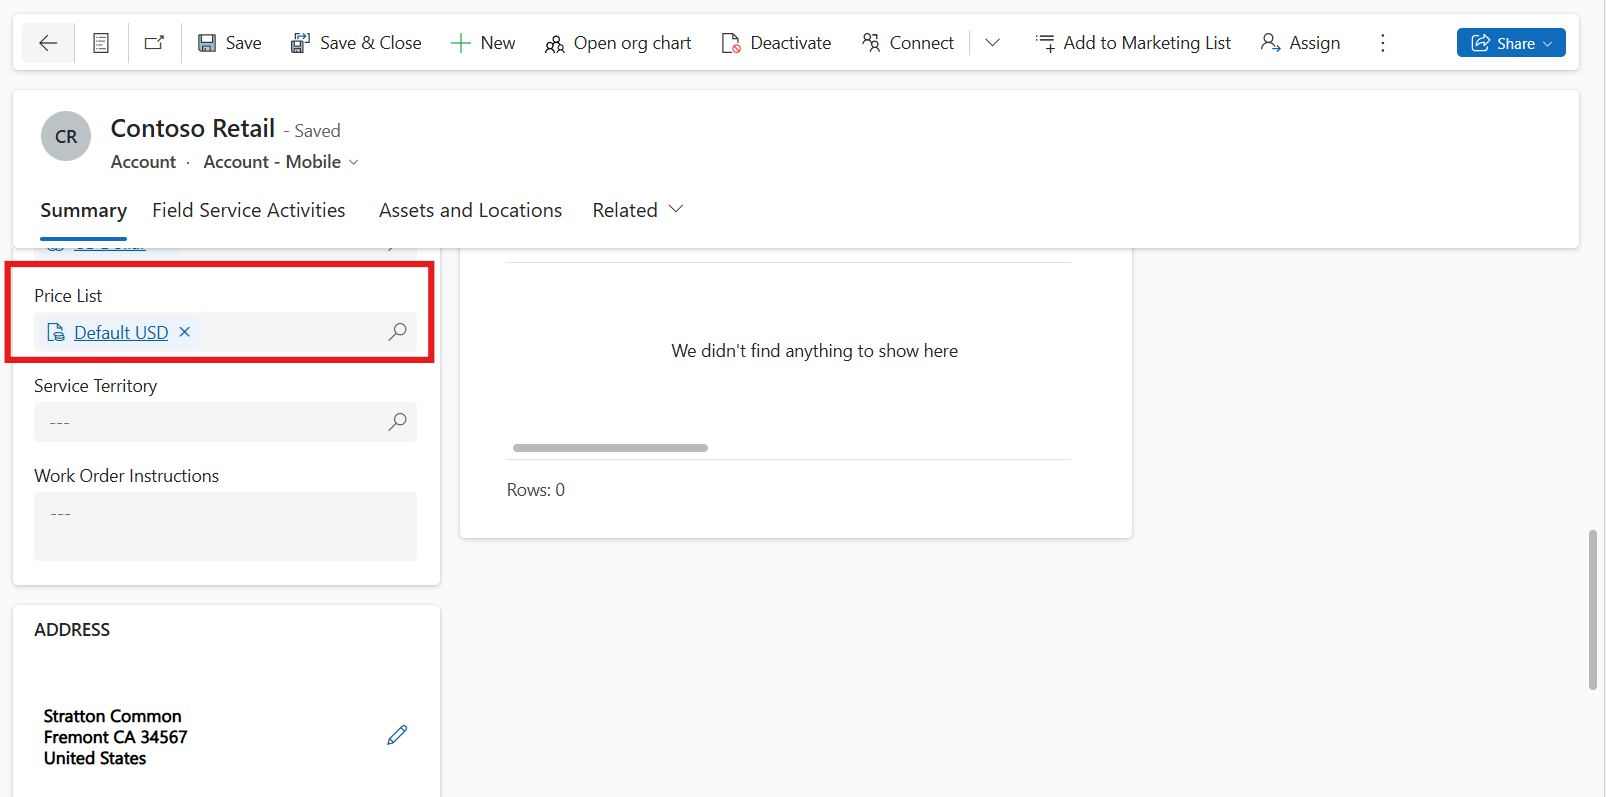 Save
Save & Close
New
Open org chart
Deactivate
Connect
Add to Marketing List
Assign
Share
CR
Contoso Retail - Saved
Account · Account - Mobile
Summary
Field Service Activities
Assets and Locations
Related
Price List
Default USD
Service Territory
---
Work Order Instructions
---
We didn't find anything to show here
Rows: 0
ADDRESS
Stratton Common
Fremont CA 34567
United States